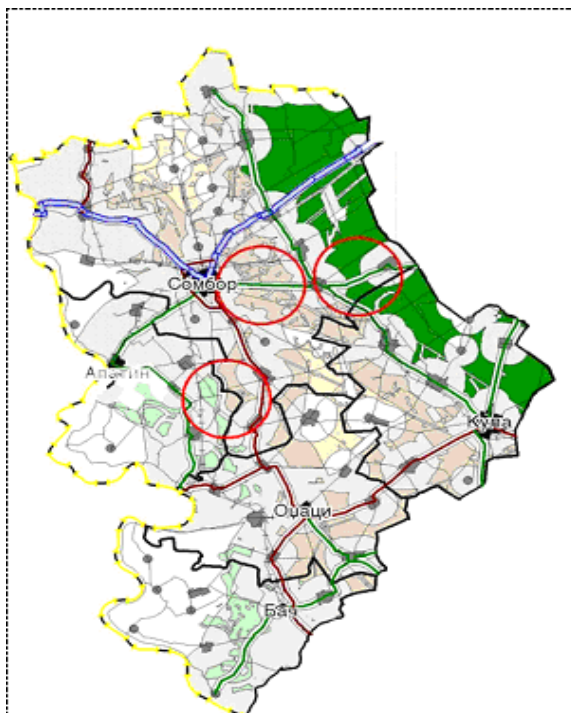 Сомбор
Апатин
Кула
Оџаци
Бач